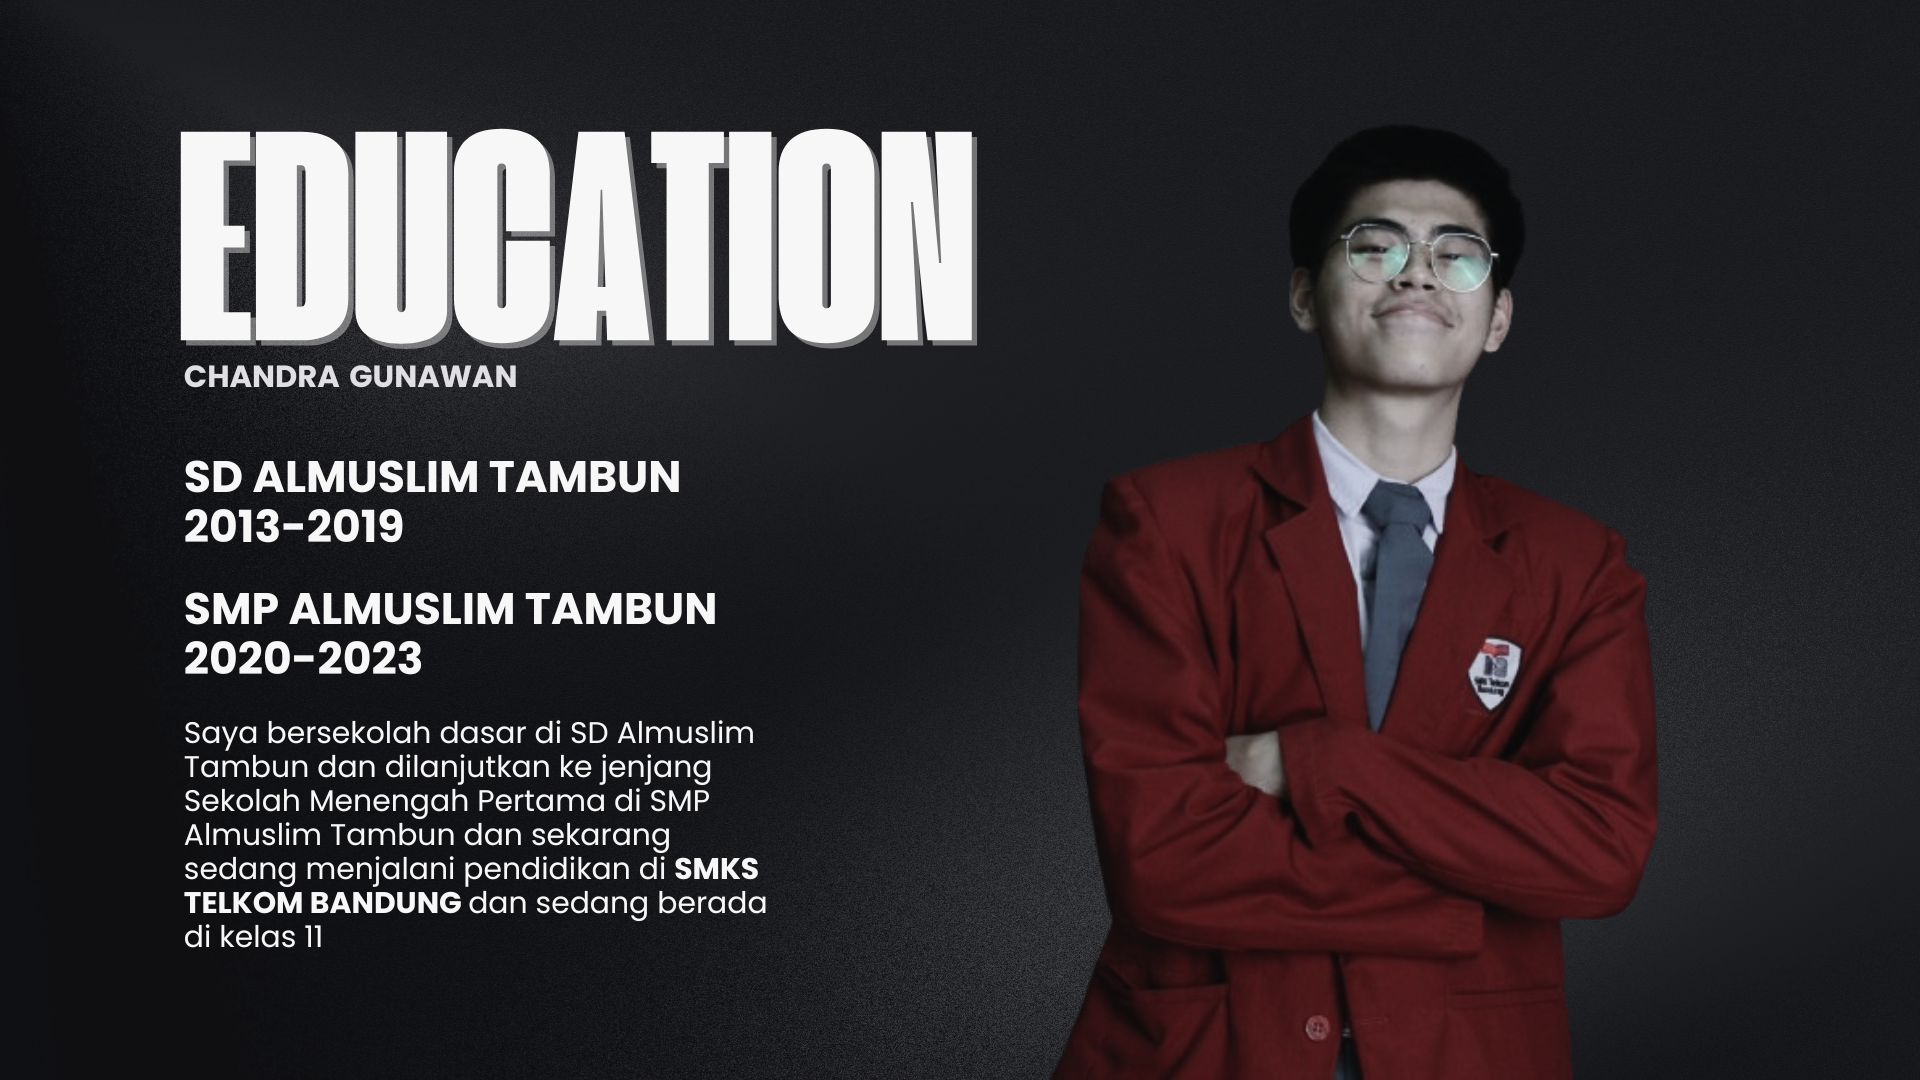 EDUCATION
CHANDRA GUNAWAN
SD ALMUSLIM TAMBUN
2013-2019
SMP ALMUSLIM TAMBUN
2020-2023
Saya bersekolah dasar di SD Almuslim
Tambun dan dilanjutkan ke jenjang
Sekolah Menengah Pertama di SMP
Almuslim Tambun dan sekarang
sedang menjalani pendidikan di SMKS
TELKOM BANDUNG dan sedang berada
di kelas 11